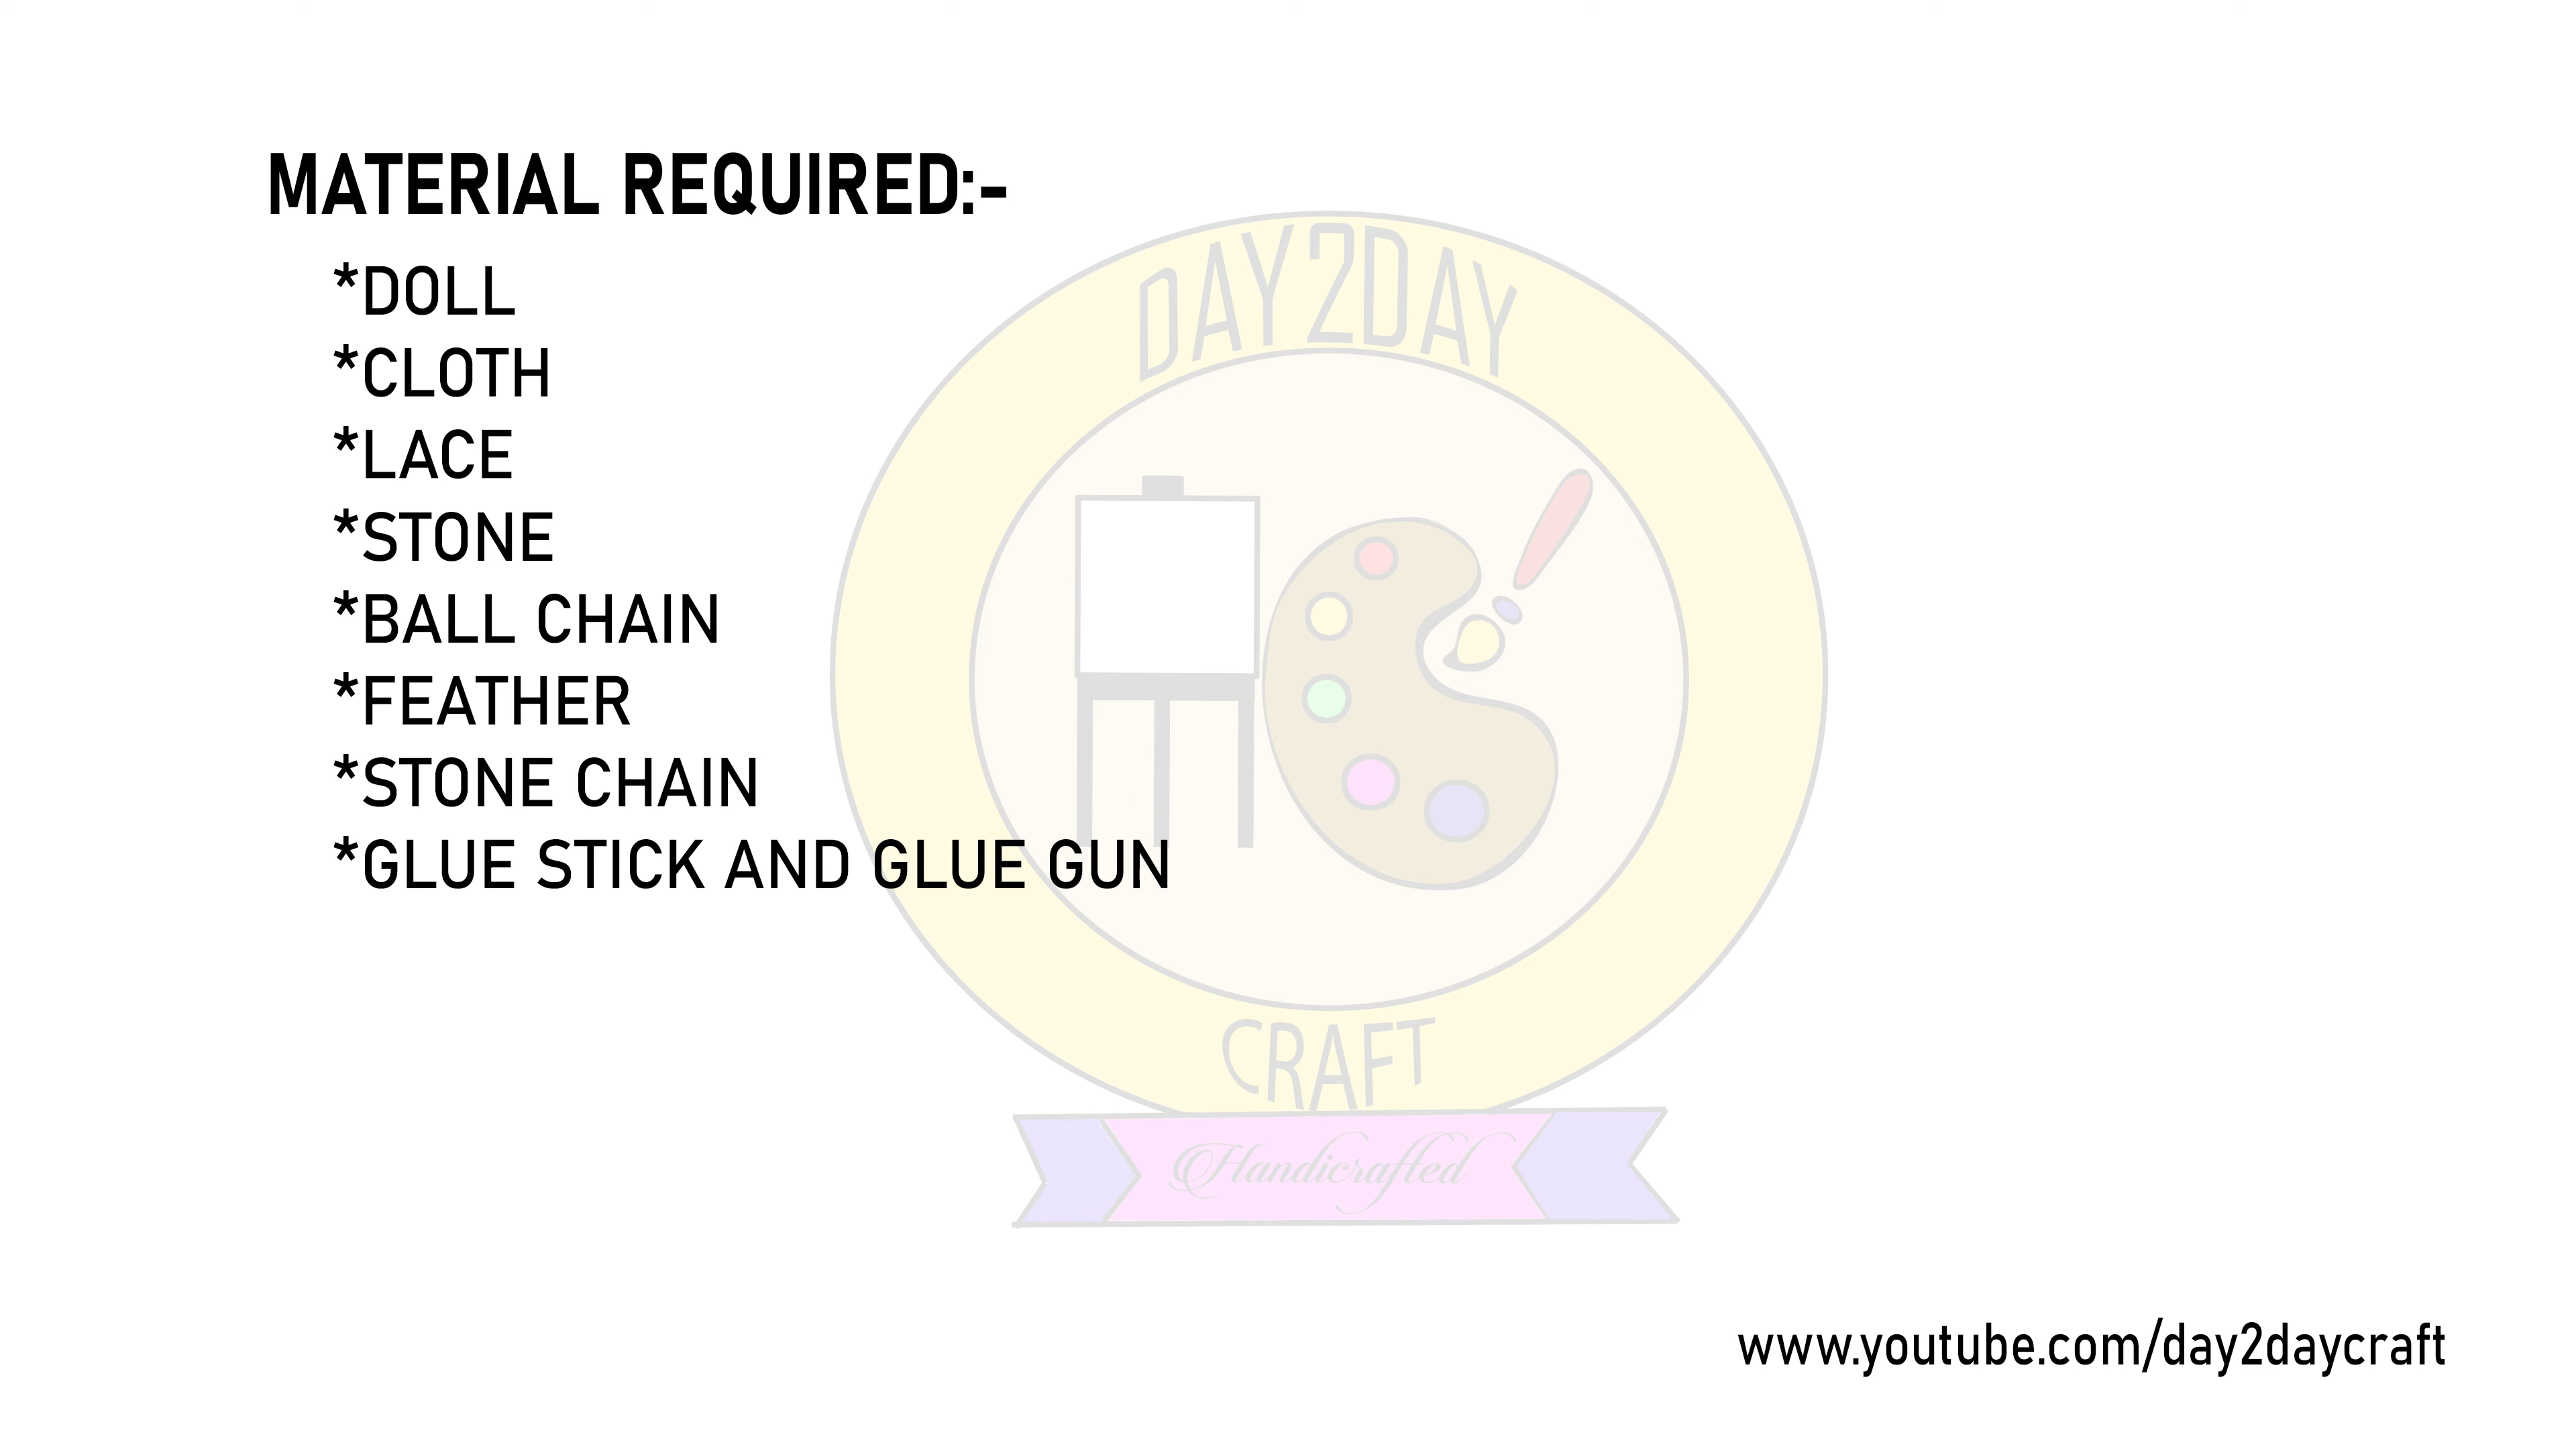 MATERIAL REQUIRED:-
*DOLL
*CLOTH
*LACE
*STONE
*BALL CHAIN
*FEATHER
*STONE CHAIN
*GLUE STICK AND GLUE GUN
DAY2DAY
CRAFT
Handicrafted
www.youtube.com/day2daycraft